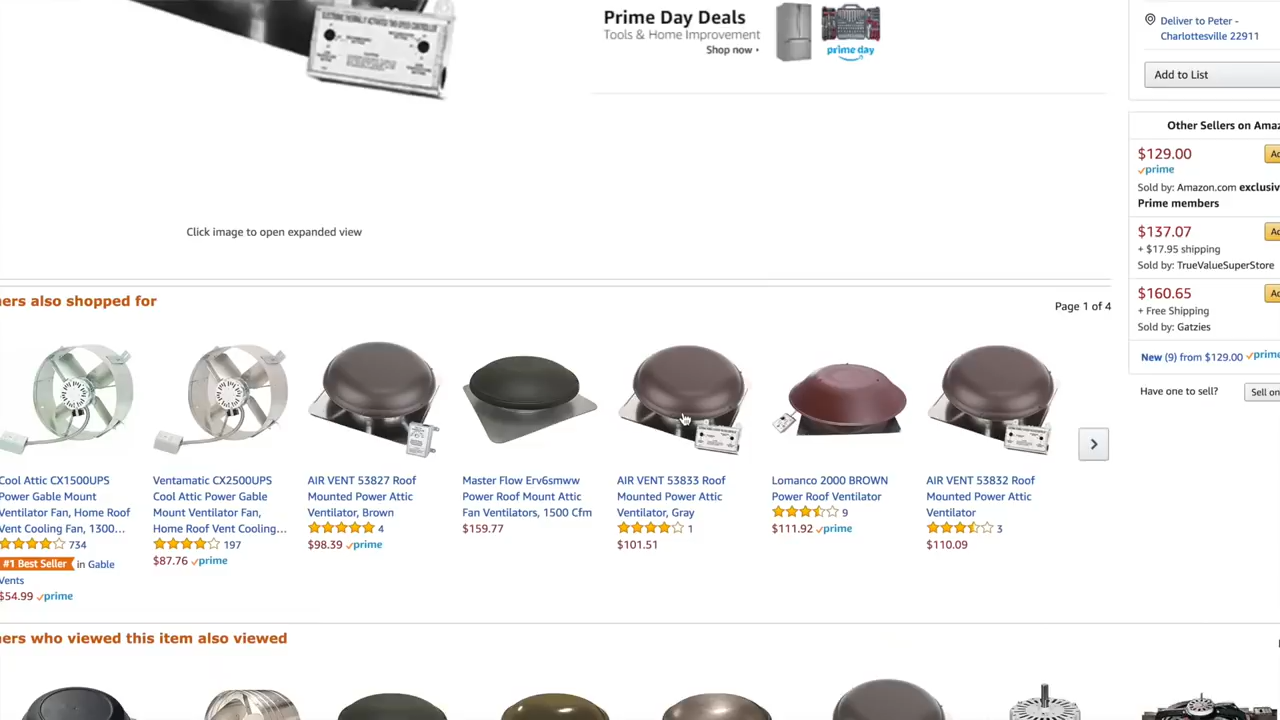 ELECTRONIC THERMALLY ACTIVATED TWO-SPEED CONTROLLER
Prime Day Deals
Tools & Home Improvement
Shop now
prime day
Deliver to Peter -
Charlottesville 22911
Add to List
Other Sellers on Amaz
$129.00
prime
Sold by: Amazon.com exclusiv
Prime members
$137.07
+ $17.95 shipping
Sold by: TrueValueSuperStore
$160.65
+ Free Shipping
Sold by: Gatzies
New (9) from $129.00 prime
Have one to sell?
Sell on
Click image to open expanded view
ners also shopped for
Page 1 of 4
Cool Attic CX1500UPS
Power Gable Mount
Ventilator Fan, Home Roof
Vent Cooling Fan, 1300...
734
#1 Best Seller in Gable
Vents
$54.99 prime
Ventamatic CX2500UPS
Cool Attic Power Gable
Mount Ventilator Fan,
Home Roof Vent Cooling...
197
$87.76 prime
AIR VENT 53827 Roof
Mounted Power Attic
Ventilator, Brown
4
$98.39 prime
Master Flow Erv6smww
Power Roof Mount Attic
Fan Ventilators, 1500 Cfm
$159.77
AIR VENT 53833 Roof
Mounted Power Attic
Ventilator, Gray
1
$101.51
Lomanco 2000 BROWN
Power Roof Ventilator
9
$111.92 prime
AIR VENT 53832 Roof
Mounted Power Attic
Ventilator
3
$110.09
ners who viewed this item also viewed